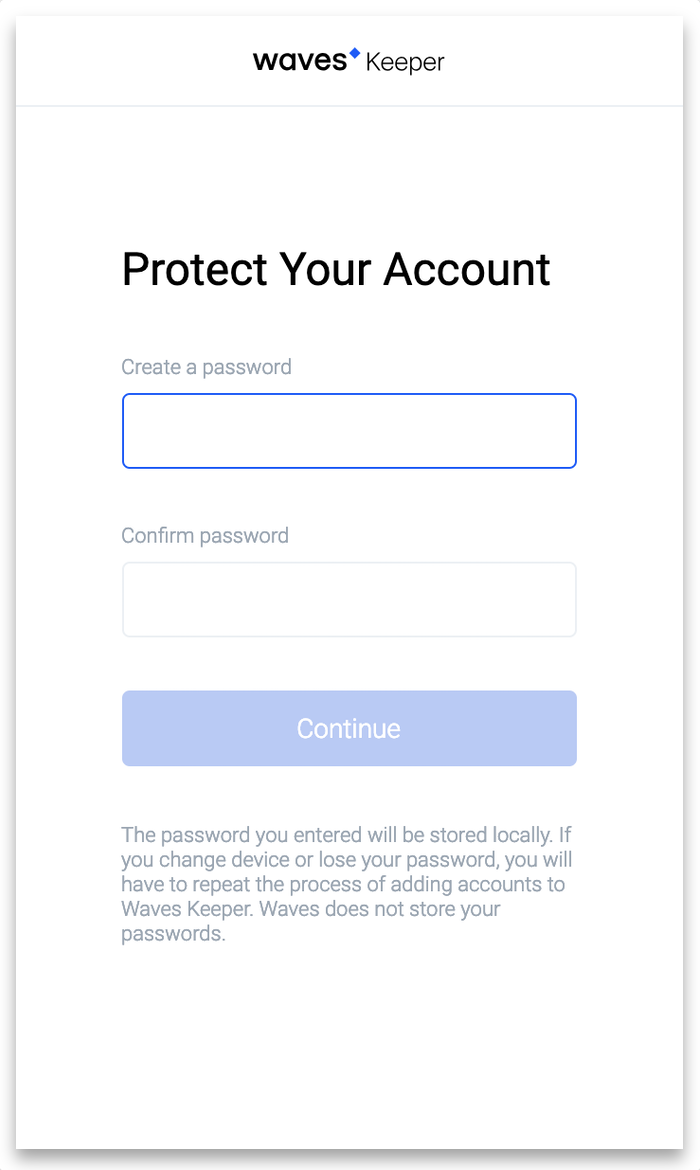 waves Keeper
Protect Your Account
Create a password
Confirm password
Continue
The password you entered will be stored locally. If
you change device or lose your password, you will
have to repeat the process of adding accounts to
Waves Keeper. Waves does not store your
passwords.